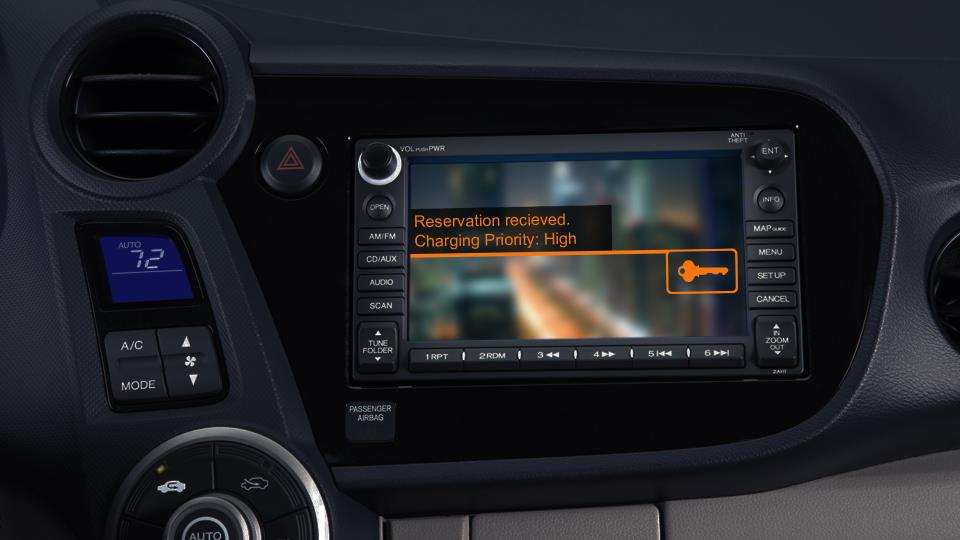 VOL PUSH PWR
ANTI
THEFT
ENT
OPEN
INFO
AM/FM
Reservation recieved.
MAP GUIDE
Charging Priority: High
CD/AUX
MENU
AUTO
72
AUDIO
SETUP
SCAN
CANCEL
TUNE
FOLDER
IN
ZOOM
OUT
A/C
1 RPT
2 RDM
3 ◀◀
4 ▶▶
5 I◀◀
6 ▶▶I
MODE
PASSENGER
AIRBAG
AUTO